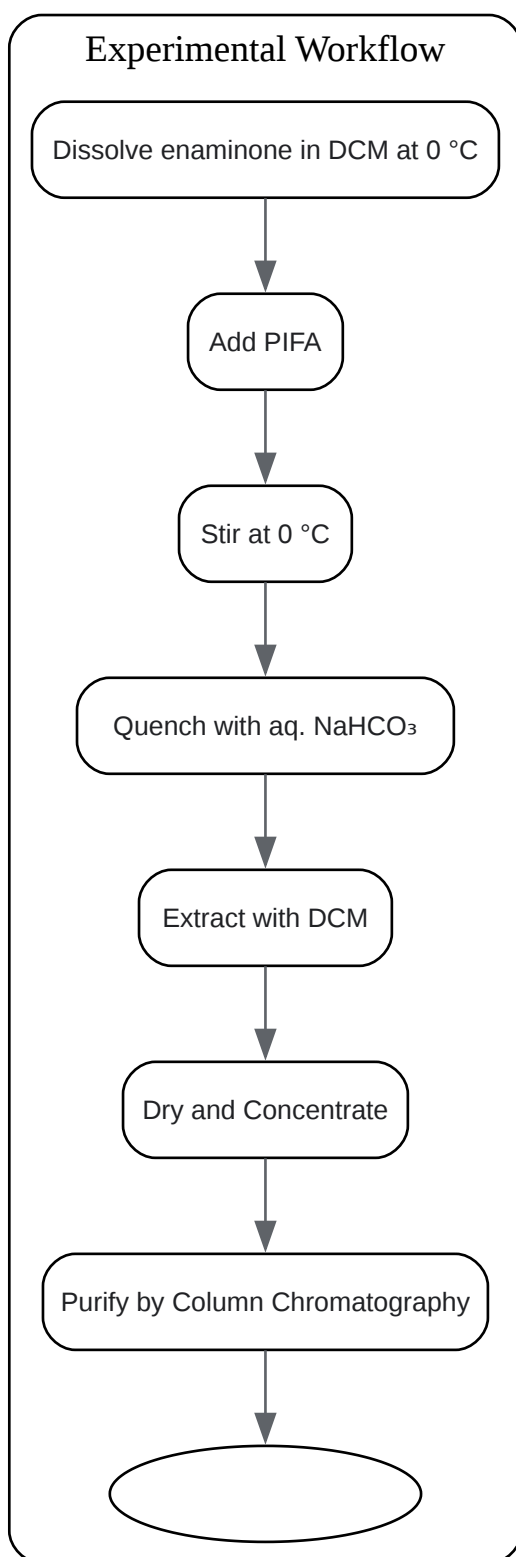 Experimental Workflow
Dissolve enaminone in DCM at 0 °C
Add PIFA
Stir at 0 °C
Quench with aq. NaHCO₃
Extract with DCM
Dry and Concentrate
Purify by Column Chromatography